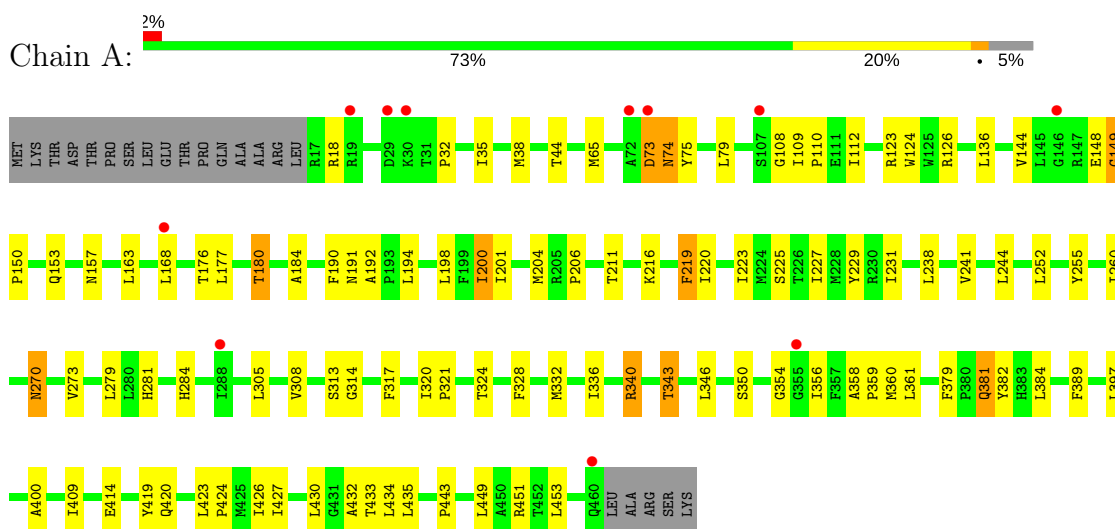 2%
Chain A:
73% 20% • 5%
MET LYS THR ASP THR PRO SER LEU GLU THR PRO GLN ALA ALA ARG LEU R17 R18 R19 D29 K30 T31 P32 I35 M38 T44 M65 A72 D73 N74 Y75 L79 S107 G108 I109 P110 E111 I112 R123 W124 W125 R126 L136 V144 L145 G146 R147 E148
P150 Q153 N157 L163 L168 T176 L177 T180 A184 F190 N191 A192 P193 L194 L198 F199 I200 I201 M204 R205 P206 T211 K216 F219 I220 I223 M224 S225 T226 I227 M228 Y229 R230 I231 L238 V241 L244 L252 Y255
N270 V273 L279 L280 H281 H284 I288 L305 V308 S313 G314 F317 I320 P321 T324 F328 M332 I336 R340 T343 L346 S350 G354 G355 I356 F357 A358 P359 M360 L361 F379 P380 Q381 Y382 H383 L384 F389
A400 I409 E414 Y419 Q420 L423 P424 M425 I426 I427 L430 G431 A432 T433 L434 L435 P443 L449 A450 R451 T452 L453 Q460 LEU ALA ARG SER LYS